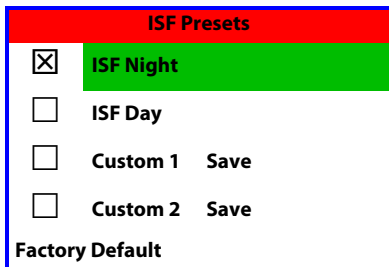 ISF Presets
ISF Night
ISF Day
Custom 1 Save
Custom 2 Save
Factory Default